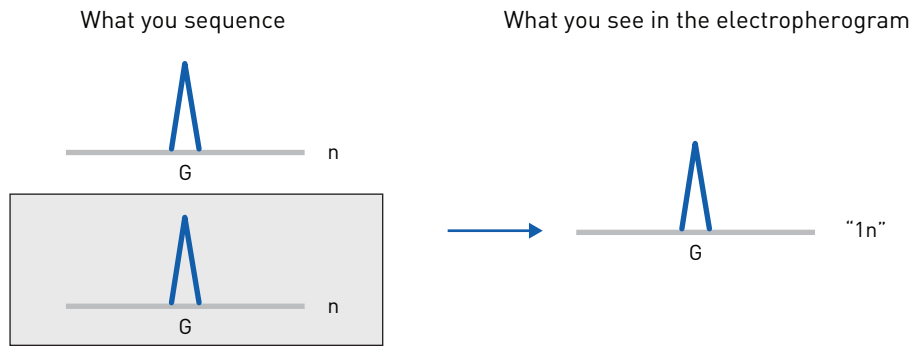 What you sequence
What you see in the electropherogram
n
G
n
G
“1n”
G